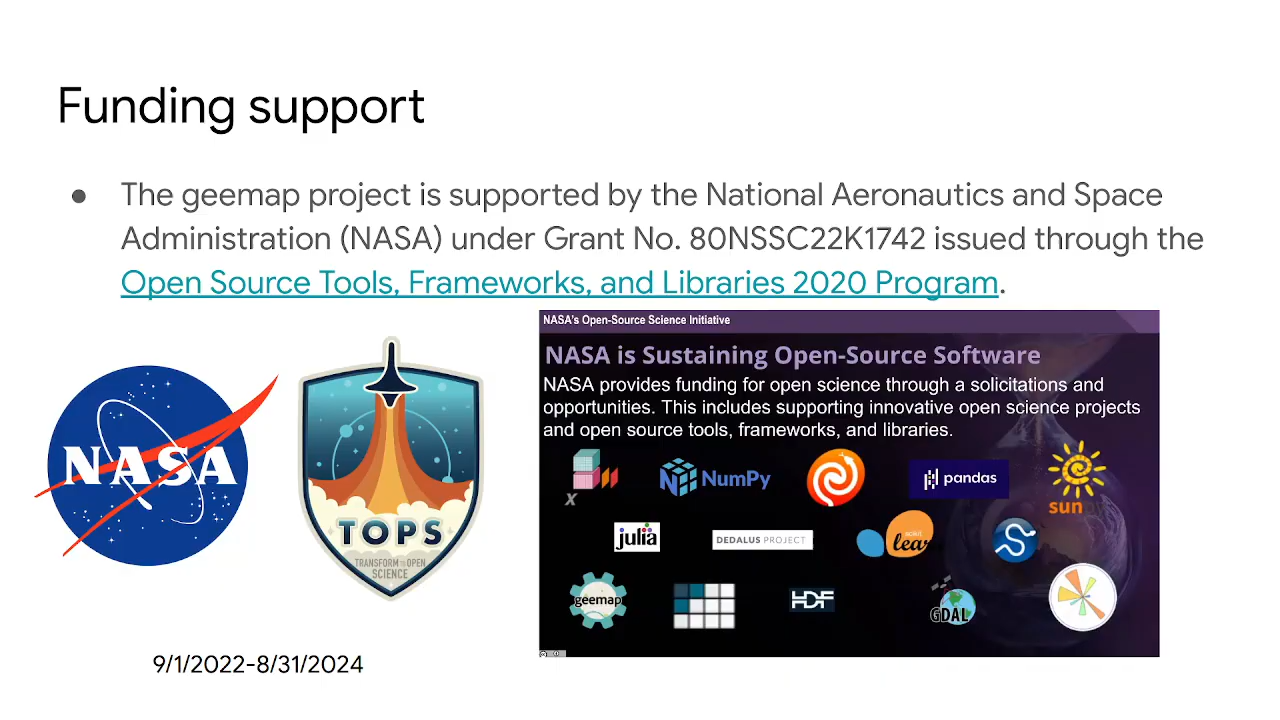 Funding support
● The geemap project is supported by the National Aeronautics and Space
Administration (NASA) under Grant No. 80NSSC22K1742 issued through the
Open Source Tools, Frameworks, and Libraries 2020 Program.
NASA
TOPS
TRANSFORM TO OPEN
SCIENCE
9/1/2022-8/31/2024
NASA's Open-Source Science Initiative
NASA is Sustaining Open-Source Software
NASA provides funding for open science through a solicitations and
opportunities. This includes supporting innovative open science projects
and open source tools, frameworks, and libraries.
x
NumPy
pandas
sun
julia
DEDALUS PROJECT
scikit
lear
geemap
HDF
GDAL